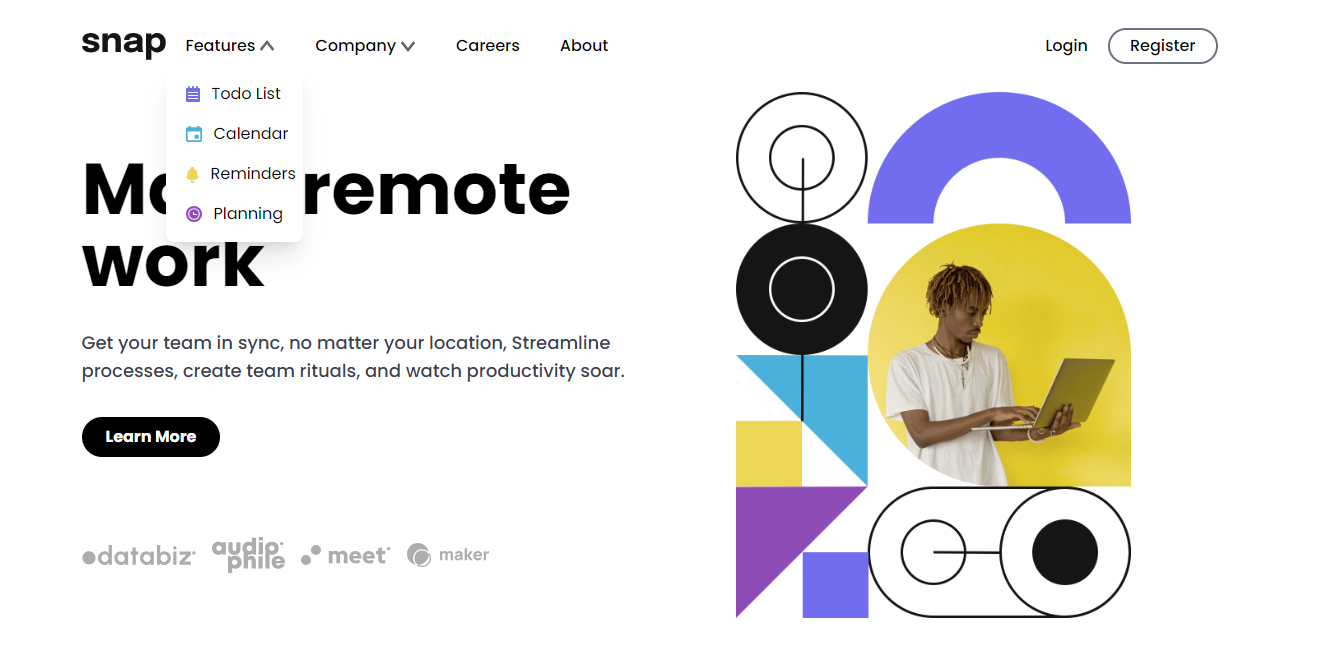 snap Features Company Careers About Login Register
Todo List
Calendar
Reminders
Planning
remote
work
Get your team in sync, no matter your location, Streamline
processes, create team rituals, and watch productivity soar.
Learn More
databiz audiophile meet maker